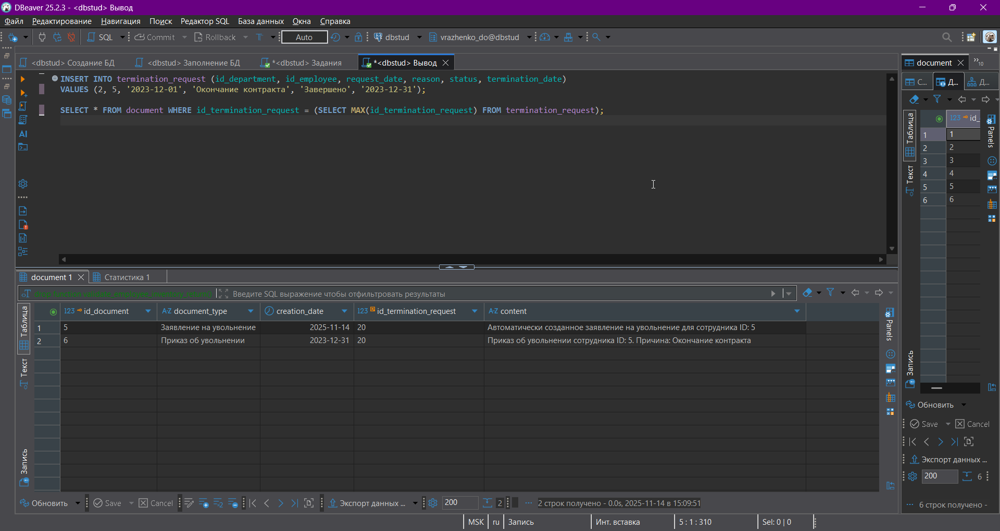 DBeaver 25.2.3 - <dbstud> Вывод
Файл Редактирование Навигация Поиск Редактор SQL База данных Окна Справка
SQL Commit Rollback T Auto dbstud vrazhenko_do@dbstud
<dbstud> Создание БД <dbstud> Заполнение БД *<dbstud> Задания *<dbstud> Вывод
INSERT INTO termination_request (id_department, id_employee, request_date, reason, status, termination_date)
VALUES (2, 5, '2023-12-01', 'Окончание контракта', 'Завершено', '2023-12-31');
SELECT * FROM document WHERE id_termination_request = (SELECT MAX(id_termination_request) FROM termination_request);
AI
document 1 Статистика 1
drop function validate_employee_inventory_return() Введите SQL выражение чтобы отфильтровать результаты
Таблица
Текст
Запись
123 id_document A-Z document_type creation_date 123 id_termination_request A-Z content
1 5 Заявление на увольнение 2025-11-14 20 Автоматически созданное заявление на увольнение для сотрудника ID: 5
2 6 Приказ об увольнении 2023-12-31 20 Приказ об увольнении сотрудника ID: 5. Причина: Окончание контракта
Panels
Обновить Save Cancel Экспорт данных ... 200 2 ... 2 строк получено - 0.0s, 2025-11-14 в 15:09:51
document »10
С... Д... Д...
Таблица
Текст
Запись
123 id_
1 1
2 2
3 3
4 4
5 5
6 6
Panels
Обновить
Save Cancel
Экспорт данных ...
200 6
... 6 строк получено -
MSK ru Запись Инт. вставка 5 : 1 : 310 Sel: 0 | 0